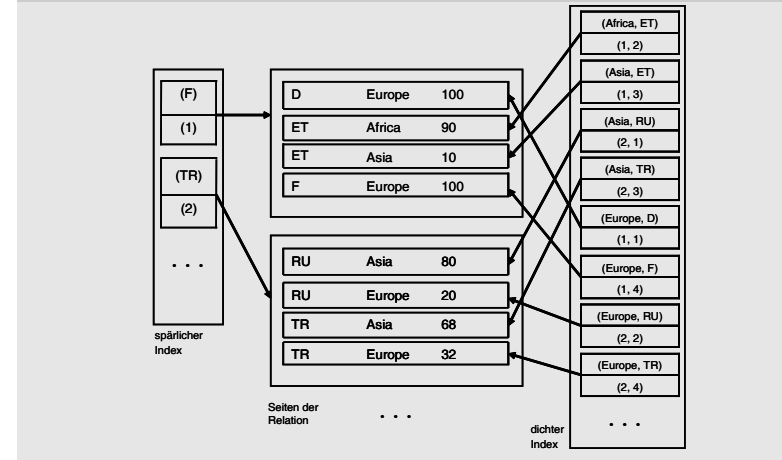 (F)
(1)
(TR)
(2)
. . .
spärlicher
Index
D Europe 100
ET Africa 90
ET Asia 10
F Europe 100
RU Asia 80
RU Europe 20
TR Asia 68
TR Europe 32
Seiten der
Relation
. . .
(Africa, ET)
(1, 2)
(Asia, ET)
(1, 3)
(Asia, RU)
(2, 1)
(Asia, TR)
(2, 3)
(Europe, D)
(1, 1)
(Europe, F)
(1, 4)
(Europe, RU)
(2, 2)
(Europe, TR)
(2, 4)
. . .
dichter
Index